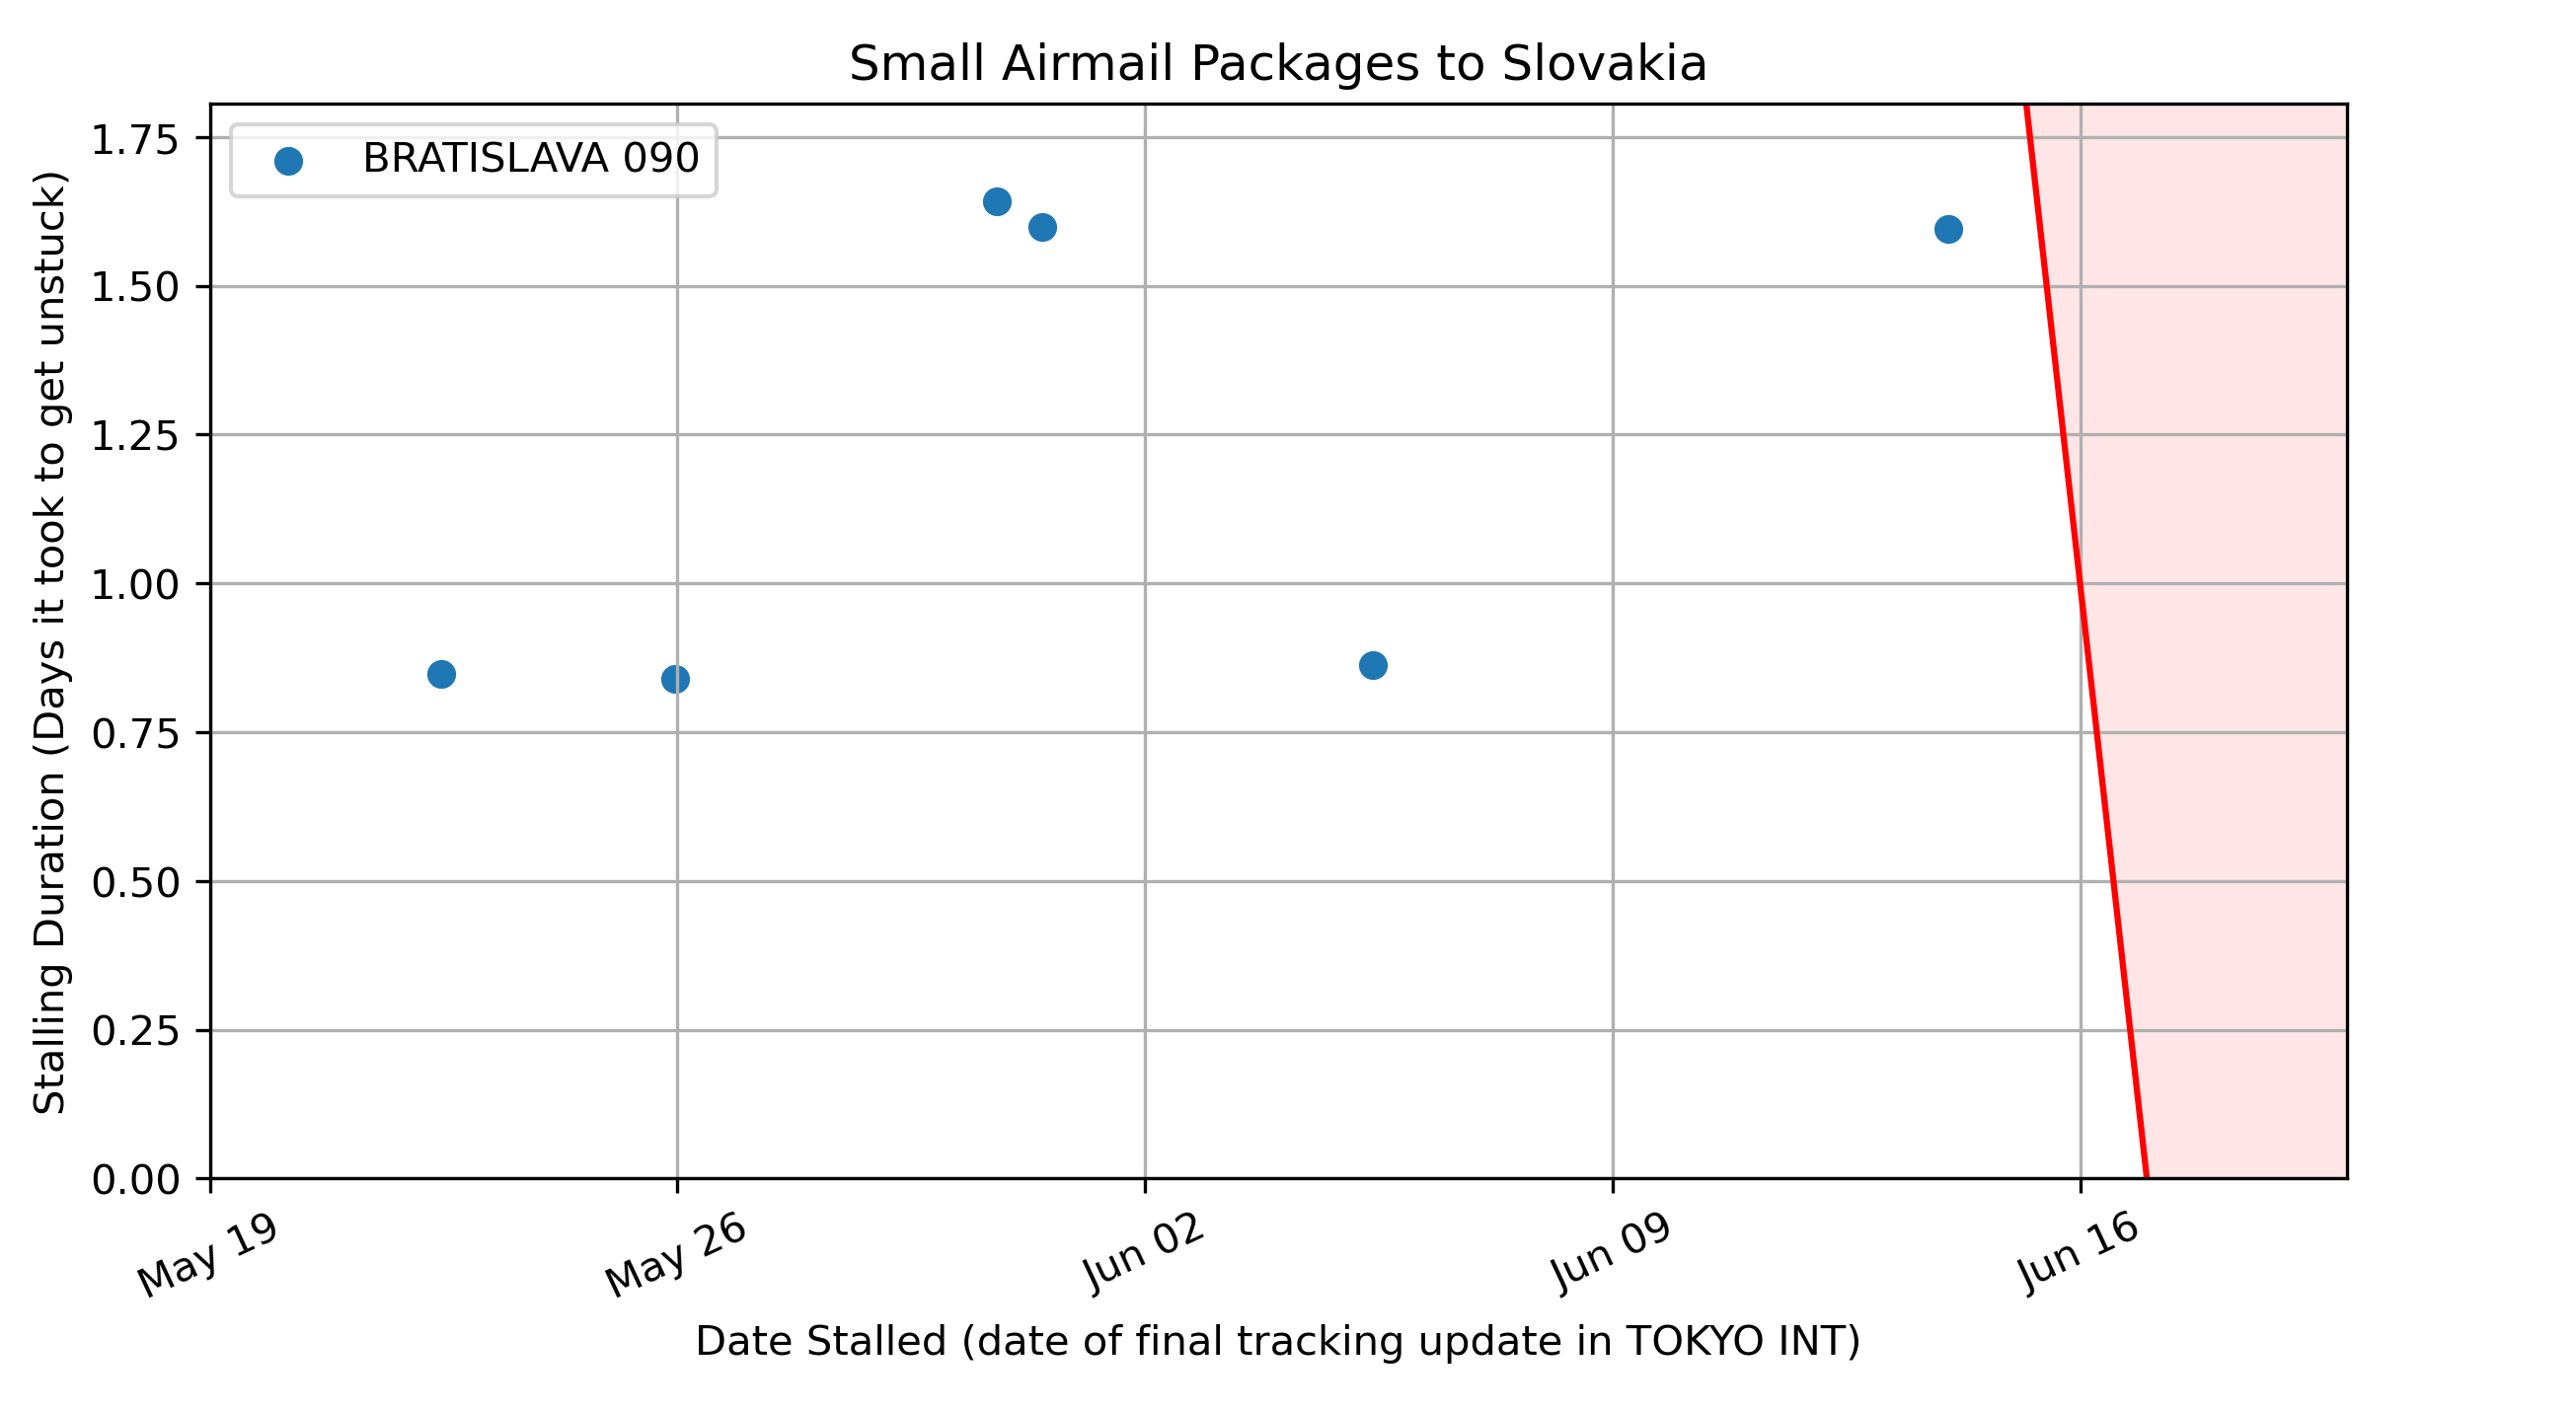 Small Airmail Packages to Slovakia
BRATISLAVA 090
Stalling Duration (Days it took to get unstuck)
1.75
1.50
1.25
1.00
0.75
0.50
0.25
0.00
May 19
May 26
Jun 02
Jun 09
Jun 16
Date Stalled (date of final tracking update in TOKYO INT)